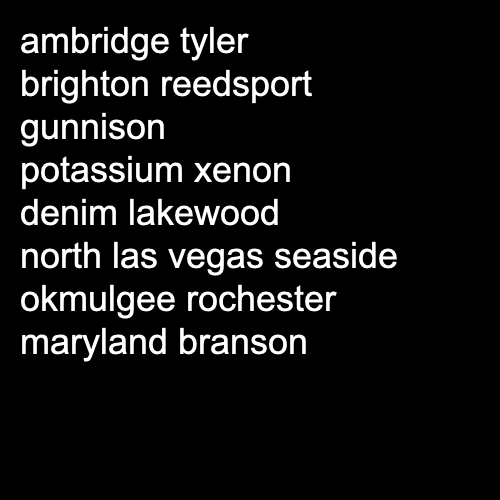 ambridge tyler
brighton reedsport
gunnison
potassium xenon
denim lakewood
north las vegas seaside
okmulgee rochester
maryland branson